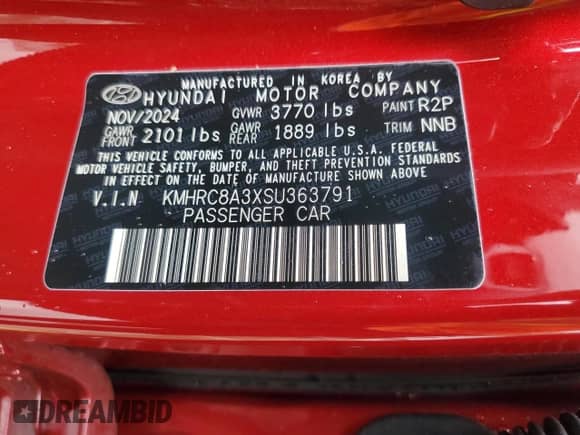 MANUFACTURED IN KOREA BY
HYUNDAI MOTOR COMPANY
NOV/2024 GVWR 3770 lbs PAINT R2P
GAWR FRONT 2101 lbs GAWR REAR 1889 lbs TRIM NNB
THIS VEHICLE CONFORMS TO ALL APPLICABLE U.S.A. FEDERAL
MOTOR VEHICLE SAFETY, BUMPER, AND THEFT PREVENTION STANDARDS
IN EFFECT ON THE DATE OF MANUFACTURE SHOWN ABOVE.
V.I.N KMHRC8A3XSU363791
PASSENGER CAR
DREAMBID